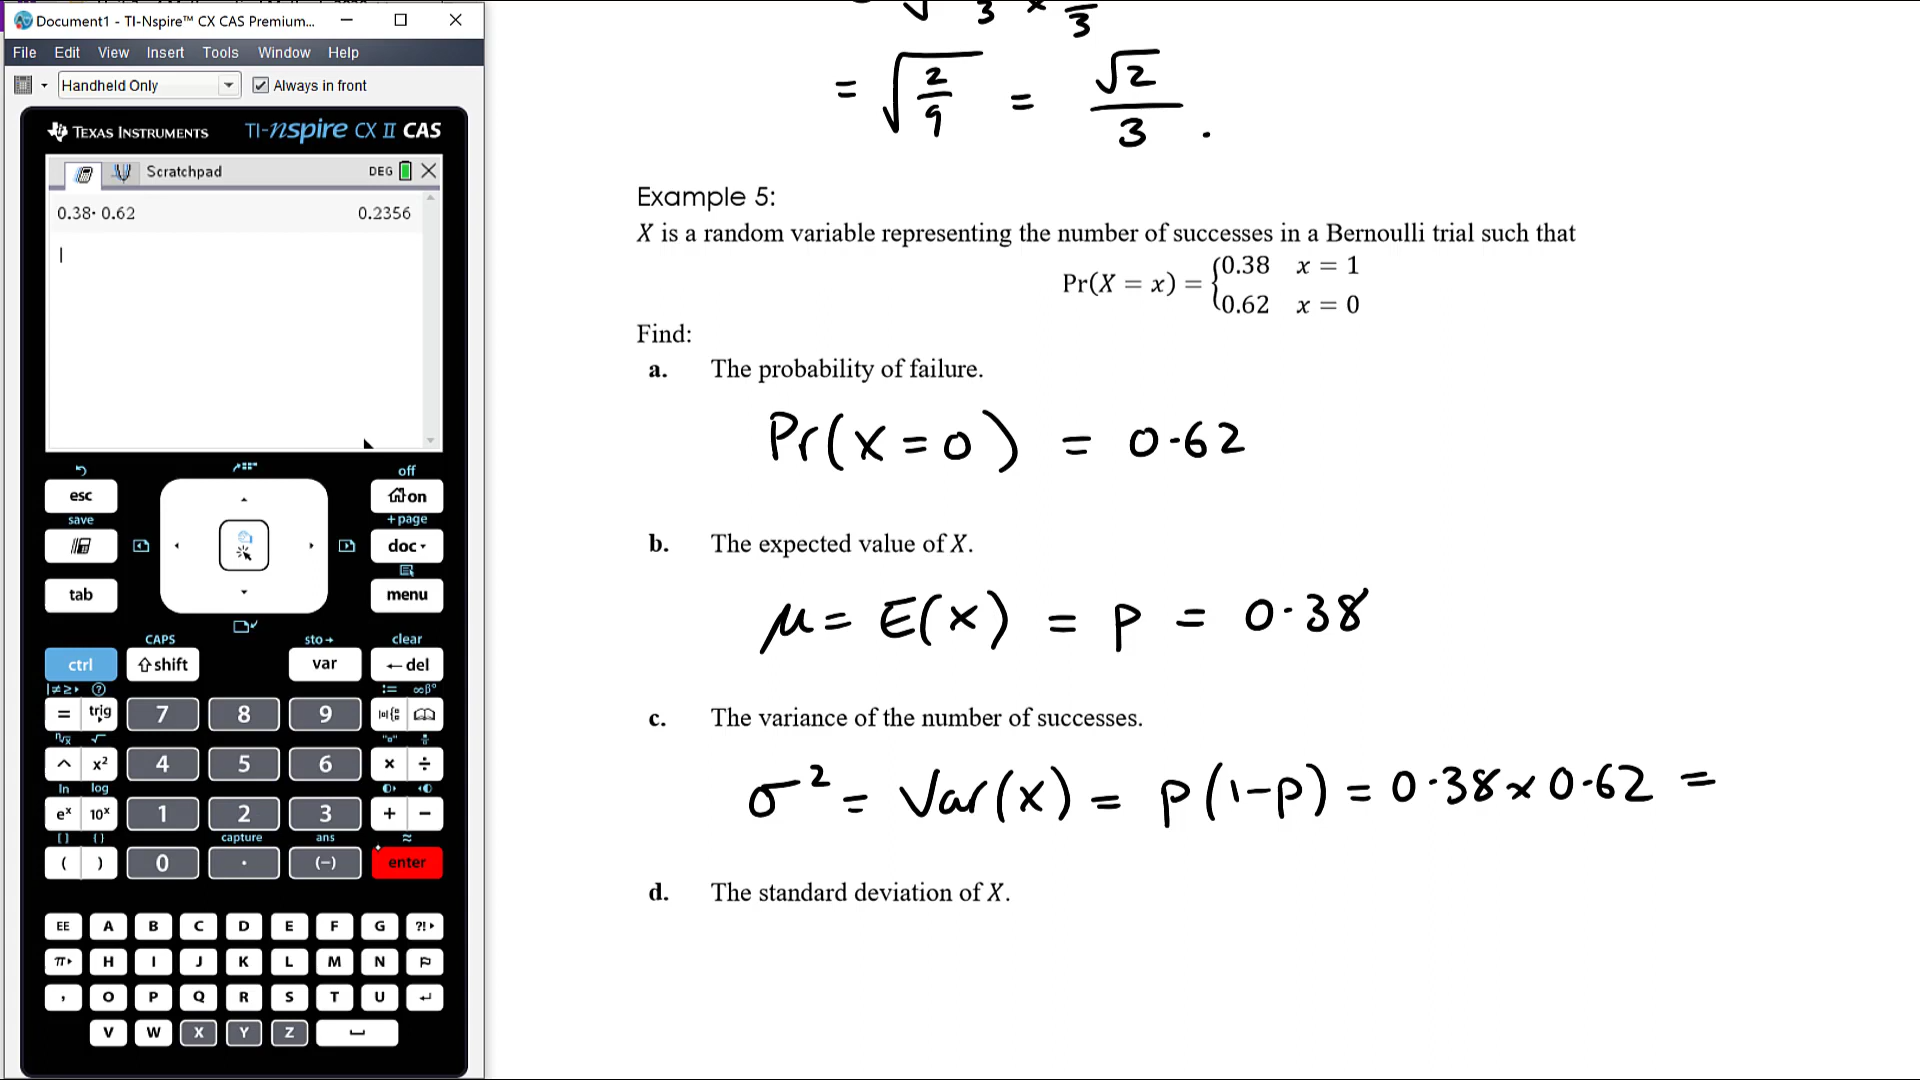 Document1 - TI-Nspire™ CX CAS Premium...
File Edit View Insert Tools Window Help
Handheld Only Always in front
TEXAS INSTRUMENTS TI-nspire CX II CAS
Scratchpad DEG
0.38·0.62 0.2356
off
esc on
save +page
doc
tab menu
CAPS sto→ clear
ctrl shift var ←del
= trig 7 8 9
^ x² 4 5 6 × ÷
ln log
eˣ 10ˣ 1 2 3 + −
[] {} capture ans ≈
( ) 0 . (−) enter
EE A B C D E F G ?!▸
π▸ H I J K L M N
, O P Q R S T U
V W X Y Z
3 × 3
= √(2/9) = √2/3 .
Example 5:
X is a random variable representing the number of successes in a Bernoulli trial such that
Pr(X = x) = {0.38 x = 1
0.62 x = 0
Find:
a. The probability of failure.
Pr(X=0) = 0.62
b. The expected value of X.
μ = E(X) = p = 0.38
c. The variance of the number of successes.
σ² = Var(X) = p(1-p) = 0.38×0.62 =
d. The standard deviation of X.